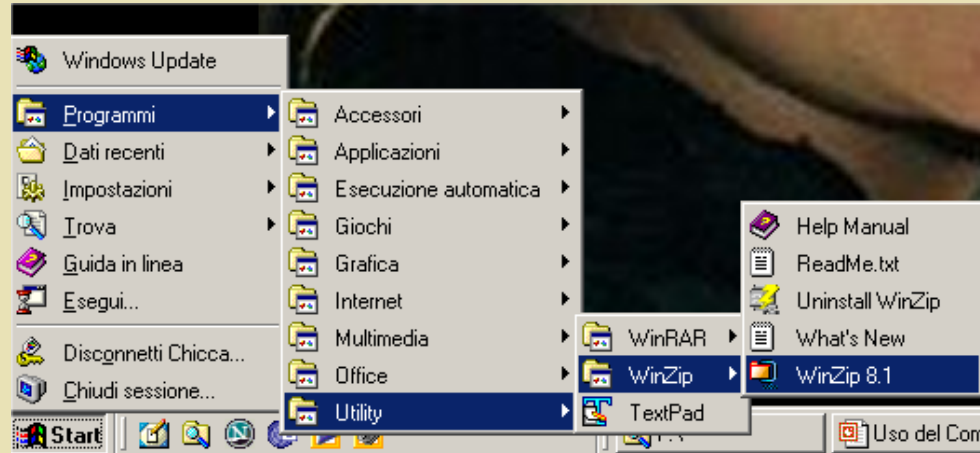 Windows Update
Programmi
Dati recenti
Impostazioni
Trova
Guida in linea
Esegui...
Disconnetti Chicca...
Chiudi sessione...
Accessori
Applicazioni
Esecuzione automatica
Giochi
Grafica
Internet
Multimedia
Office
Utility
WinRAR
WinZip
TextPad
Help Manual
ReadMe.txt
Uninstall WinZip
What's New
WinZip 8.1
Start
Uso del Com